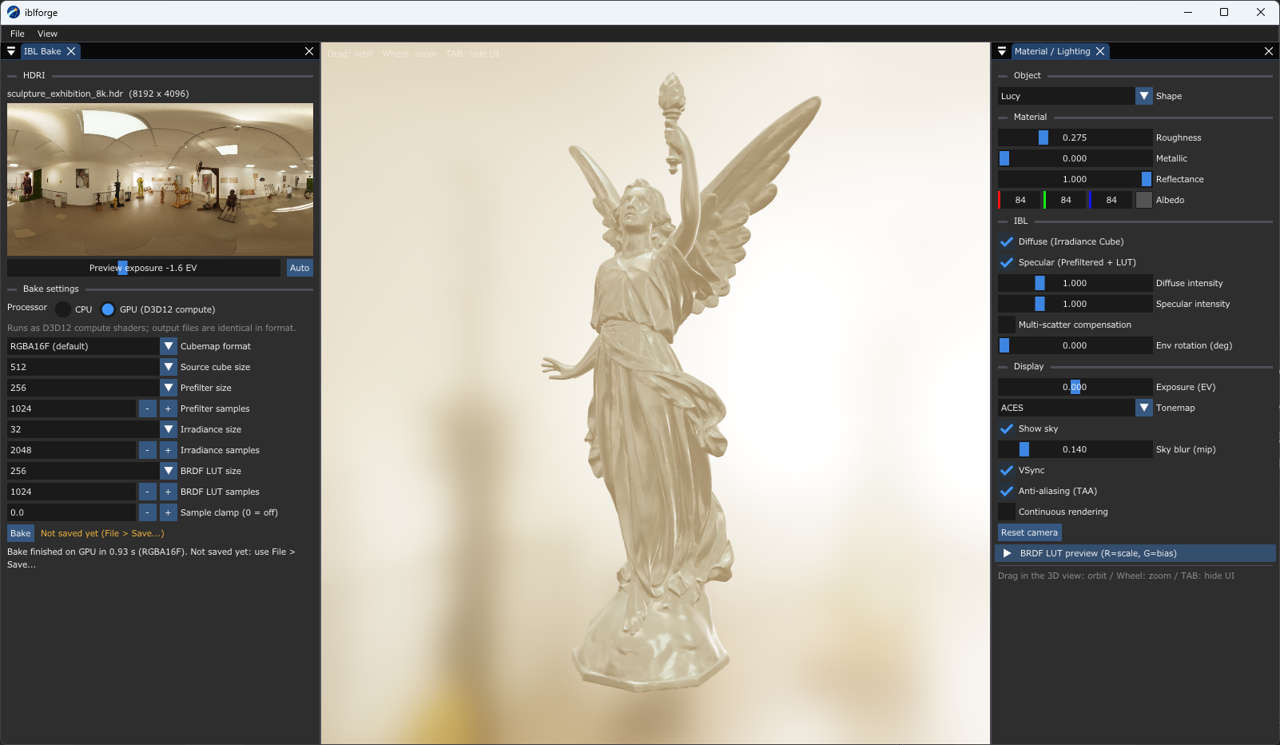 iblforge
File View
IBL Bake
HDRI
sculpture_exhibition_8k.hdr (8192 x 4096)
Preview exposure -1.6 EV Auto
Bake settings
Processor CPU GPU (D3D12 compute)
Runs as D3D12 compute shaders; output files are identical in format.
RGBA16F (default) Cubemap format
512 Source cube size
256 Prefilter size
1024 - + Prefilter samples
32 Irradiance size
2048 - + Irradiance samples
256 BRDF LUT size
1024 - + BRDF LUT samples
0.0 - + Sample clamp (0 = off)
Bake Not saved yet (File > Save...)
Bake finished on GPU in 0.93 s (RGBA16F). Not saved yet: use File >
Save...
Drag: orbit Wheel: zoom TAB: hide UI
Material / Lighting
Object
Lucy Shape
Material
0.275 Roughness
0.000 Metallic
1.000 Reflectance
84 84 84 Albedo
IBL
Diffuse (Irradiance Cube)
Specular (Prefiltered + LUT)
1.000 Diffuse intensity
1.000 Specular intensity
Multi-scatter compensation
0.000 Env rotation (deg)
Display
0.000 Exposure (EV)
ACES Tonemap
Show sky
0.140 Sky blur (mip)
VSync
Anti-aliasing (TAA)
Continuous rendering
Reset camera
BRDF LUT preview (R=scale, G=bias)
Drag in the 3D view: orbit / Wheel: zoom / TAB: hide UI